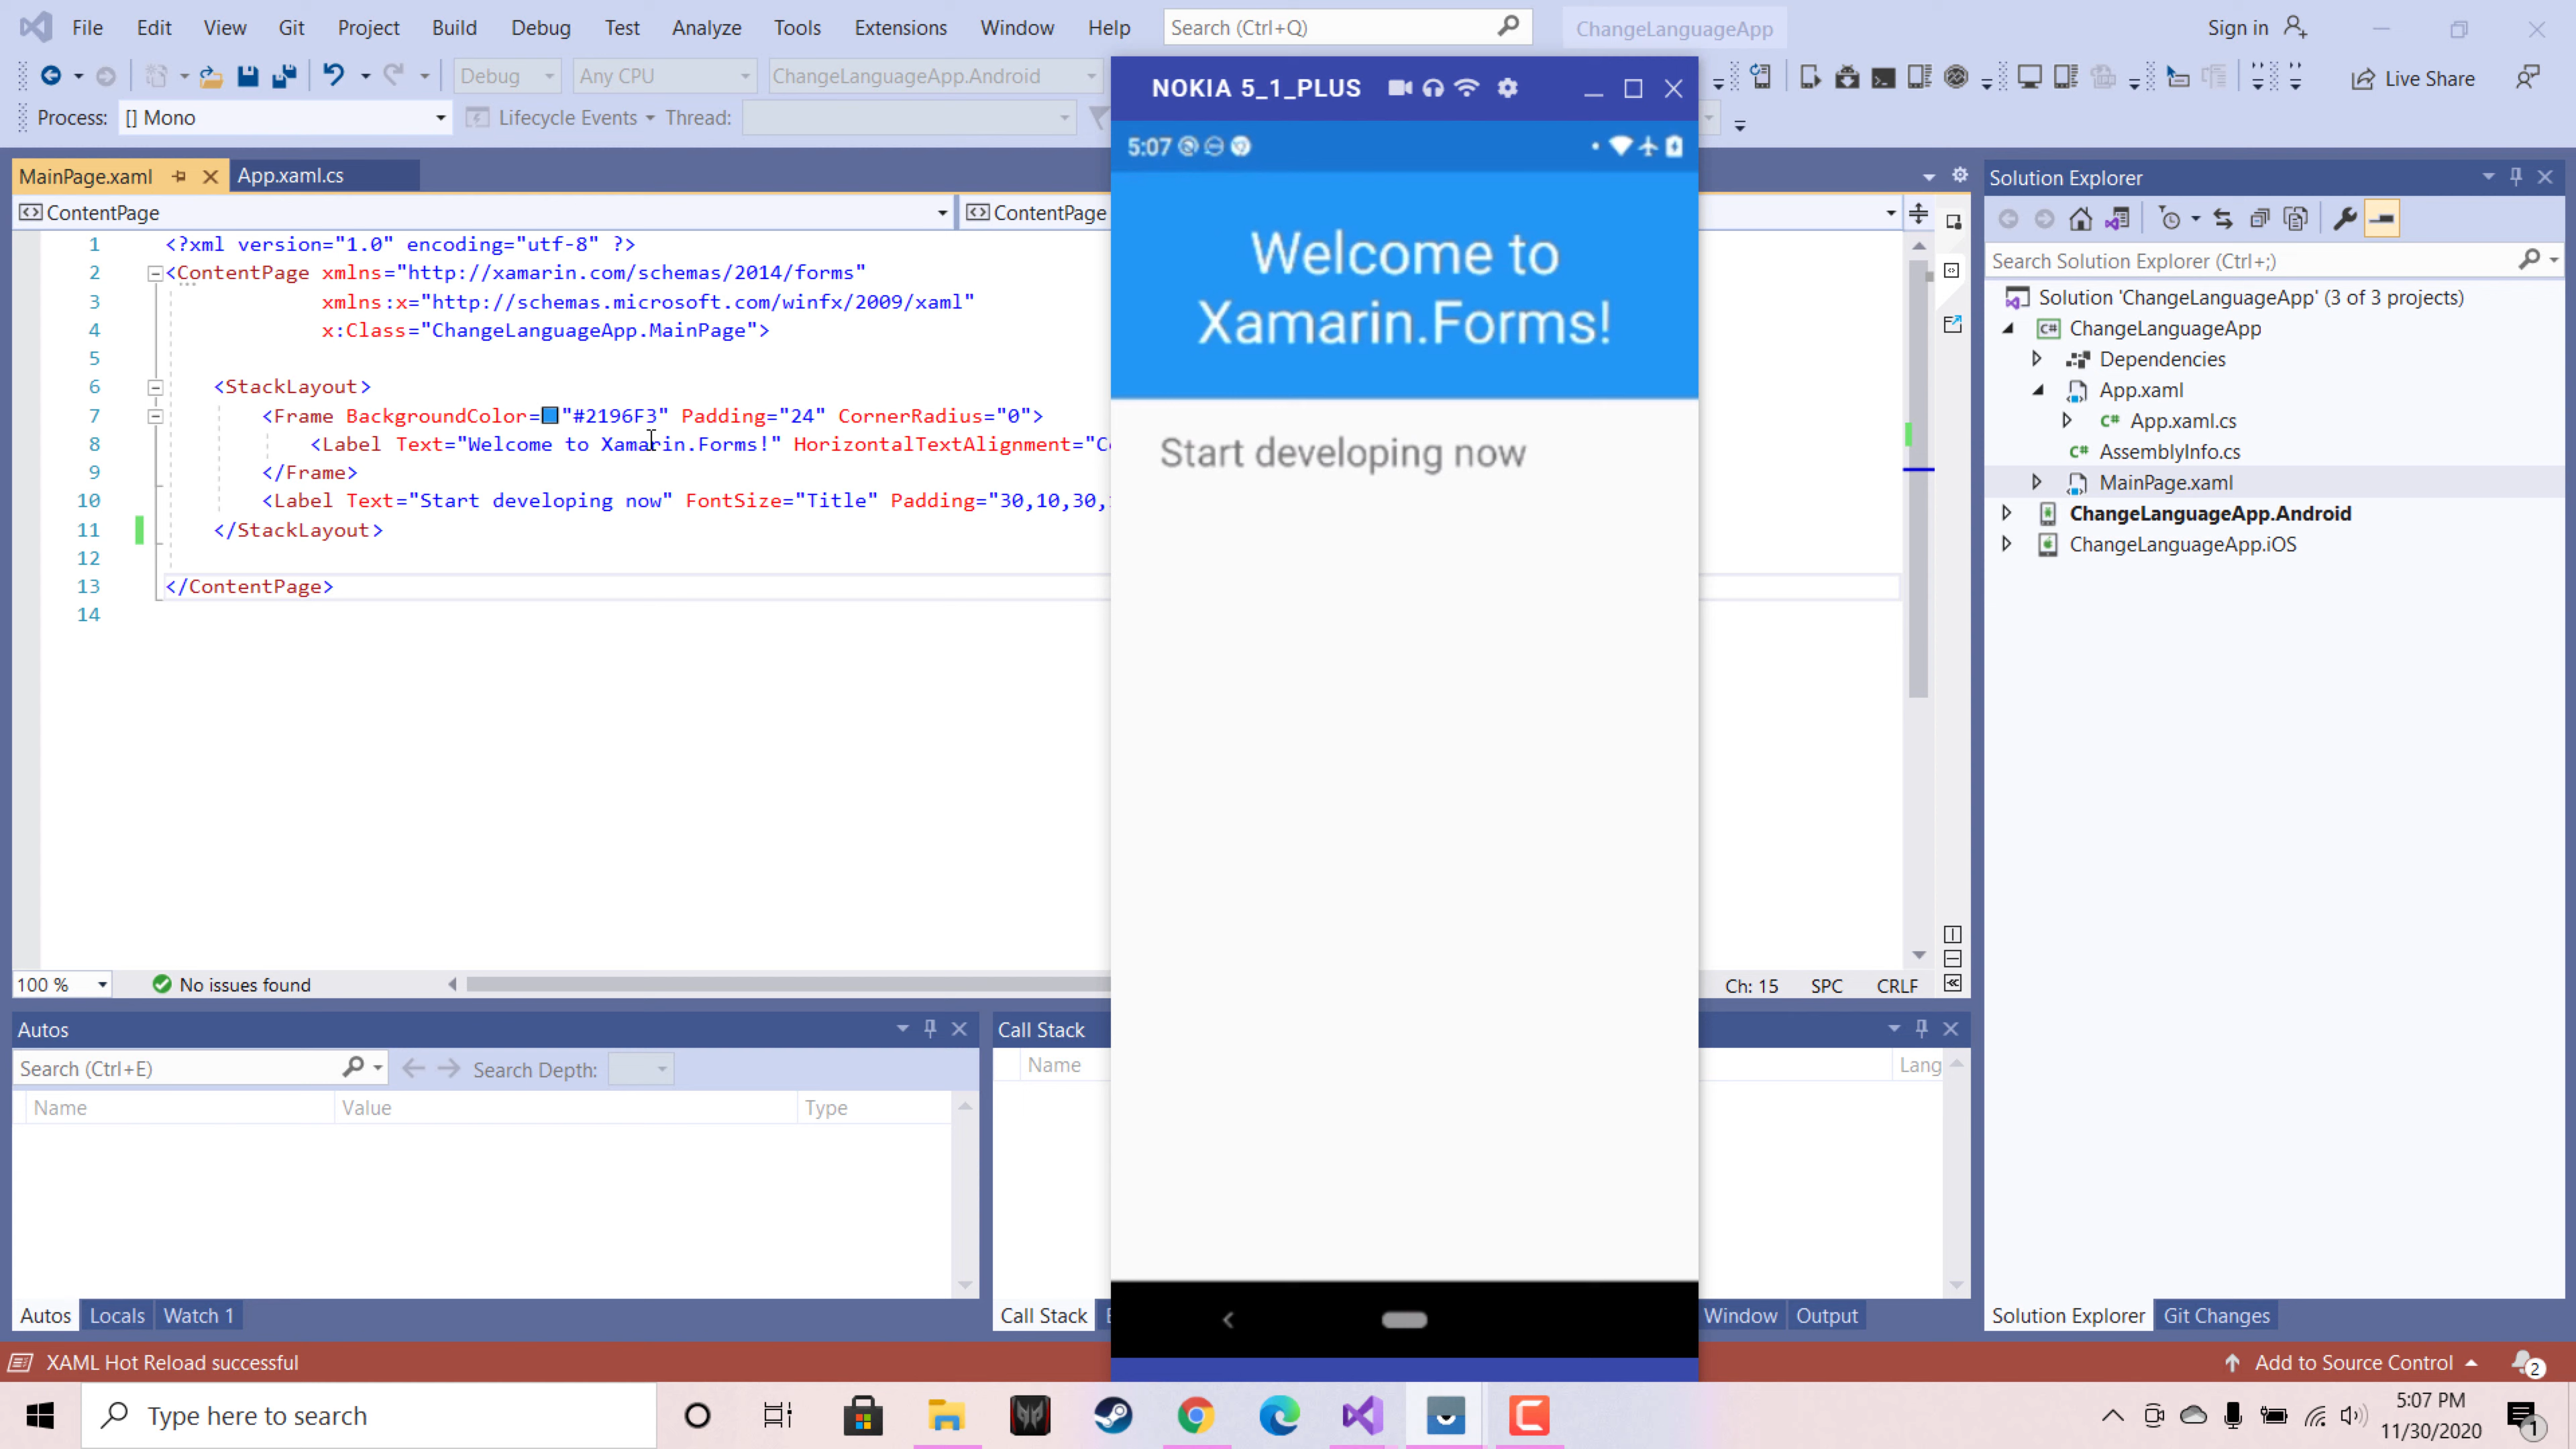 File Edit View Git Project Build Debug Test Analyze Tools Extensions Window Help Search (Ctrl+Q) ChangeLanguageApp Sign in
Debug Any CPU ChangeLanguageApp.Android Live Share
Process: [] Mono Lifecycle Events Thread:
NOKIA 5_1_PLUS
5:07
Welcome to
Xamarin.Forms!
Start developing now
MainPage.xaml App.xaml.cs
ContentPage ContentPage
1 <?xml version="1.0" encoding="utf-8" ?>
2 <ContentPage xmlns="http://xamarin.com/schemas/2014/forms"
3 xmlns:x="http://schemas.microsoft.com/winfx/2009/xaml"
4 x:Class="ChangeLanguageApp.MainPage">
5
6 <StackLayout>
7 <Frame BackgroundColor="#2196F3" Padding="24" CornerRadius="0">
8 <Label Text="Welcome to Xamarin.Forms!" HorizontalTextAlignment="Ce
9 </Frame>
10 <Label Text="Start developing now" FontSize="Title" Padding="30,10,30,
11 </StackLayout>
12
13 </ContentPage>
14
100 % No issues found Ch: 15 SPC CRLF
Solution Explorer
Search Solution Explorer (Ctrl+;)
Solution 'ChangeLanguageApp' (3 of 3 projects)
ChangeLanguageApp
Dependencies
App.xaml
App.xaml.cs
AssemblyInfo.cs
MainPage.xaml
ChangeLanguageApp.Android
ChangeLanguageApp.iOS
Autos
Search (Ctrl+E) Search Depth:
Name Value Type
Autos Locals Watch 1
Call Stack
Name Lang
Call Stack Window Output
Solution Explorer Git Changes
XAML Hot Reload successful Add to Source Control 2
Type here to search
5:07 PM
11/30/2020
1